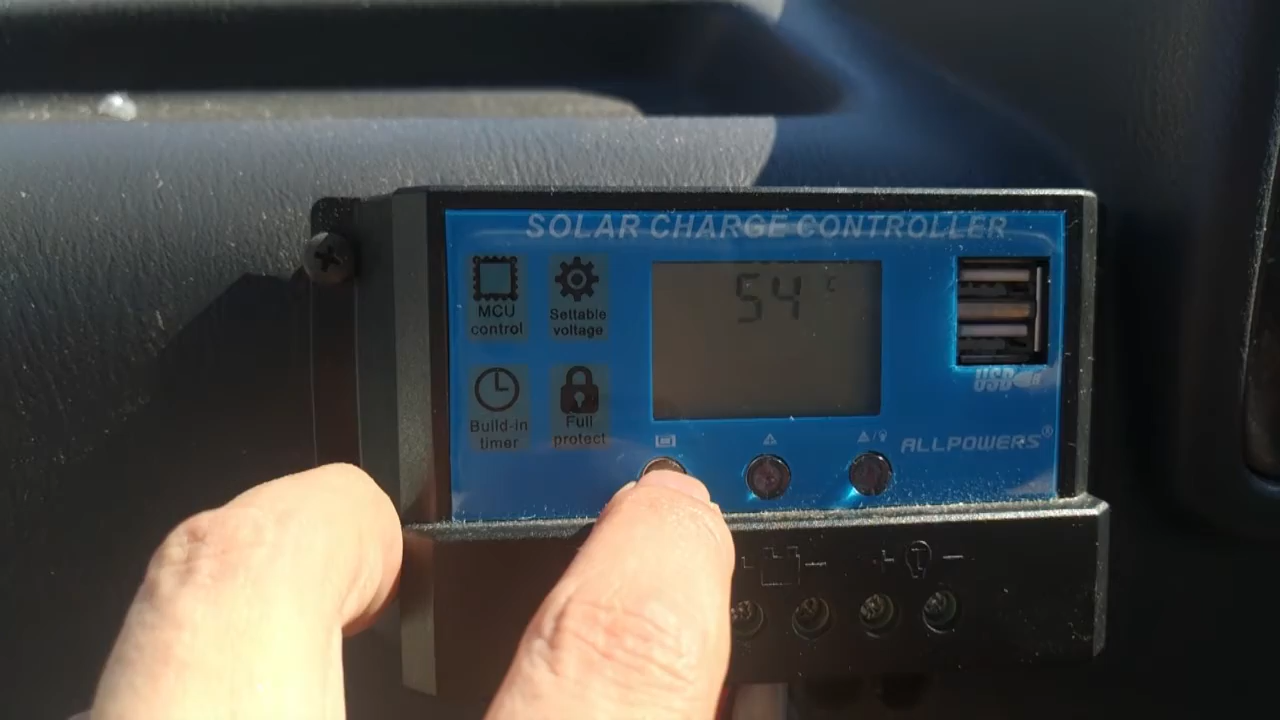 SOLAR CHARGE CONTROLLER
MCU
control
Settable
voltage
54 °C
Build-in
timer
Full
protect
USB
ALLPOWERS®
+ −